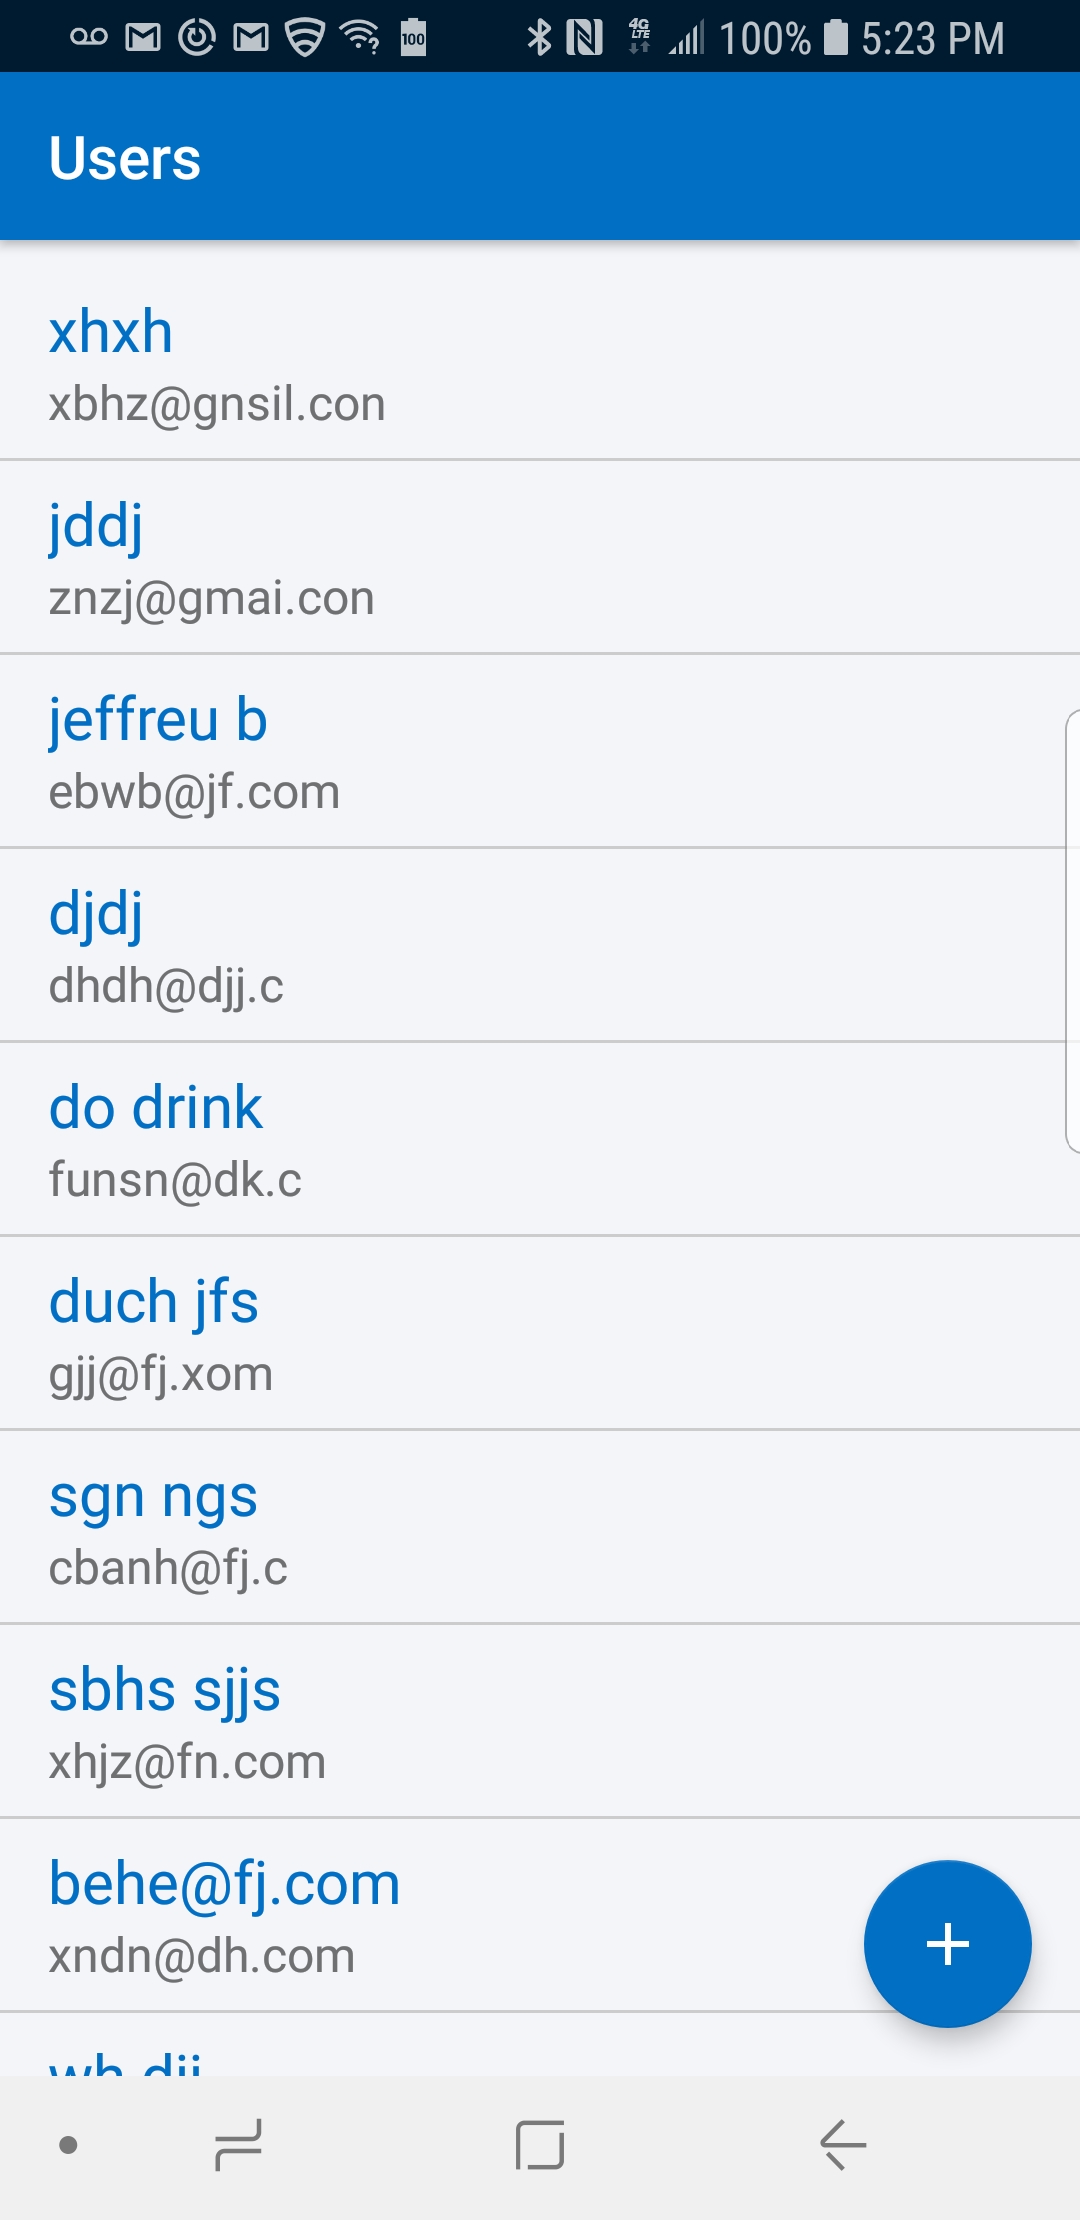 100 4G LTE 100% 5:23 PM
Users
xhxh
xbhz@gnsil.con
jddj
znzj@gmai.con
jeffreu b
ebwb@jf.com
djdj
dhdh@djj.c
do drink
funsn@dk.c
duch jfs
gjj@fj.xom
sgn ngs
cbanh@fj.c
sbhs sjjs
xhjz@fn.com
behe@fj.com
xndn@dh.com